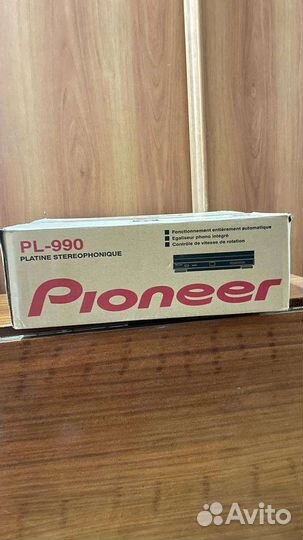 PL-990
PLATINE STEREOPHONIQUE
■ Fonctionnement entièrement automatique
■ Egaliseur phono intégré
■ Contrôle de vitesse de rotation
Pioneer
Avito